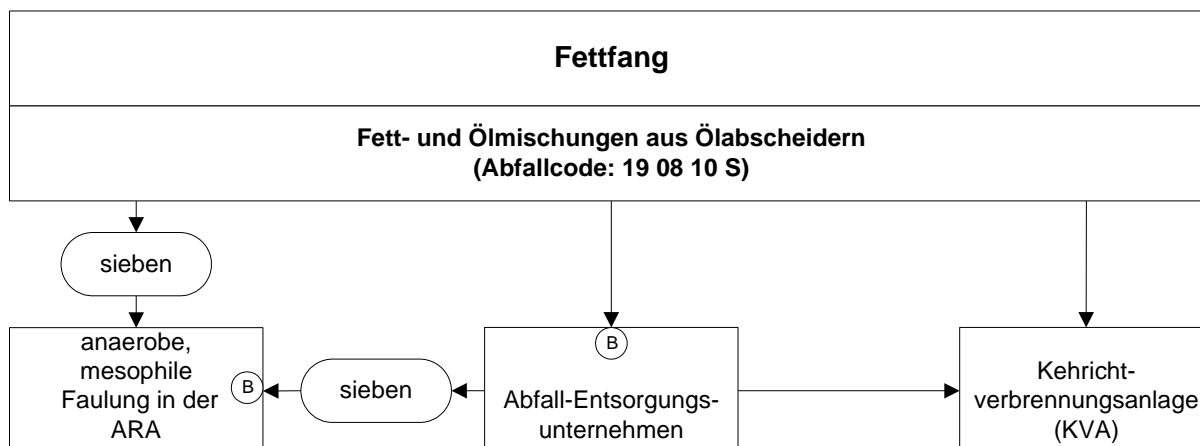 Fettfang
Fett- und Ölmischungen aus Ölabscheidern
(Abfallcode: 19 08 10 S)
sieben
anaerobe,
mesophile
Faulung in der
ARA
B
sieben
B
Abfall-Entsorgungs-
unternehmen
Kehricht-
verbrennungsanlage
(KVA)